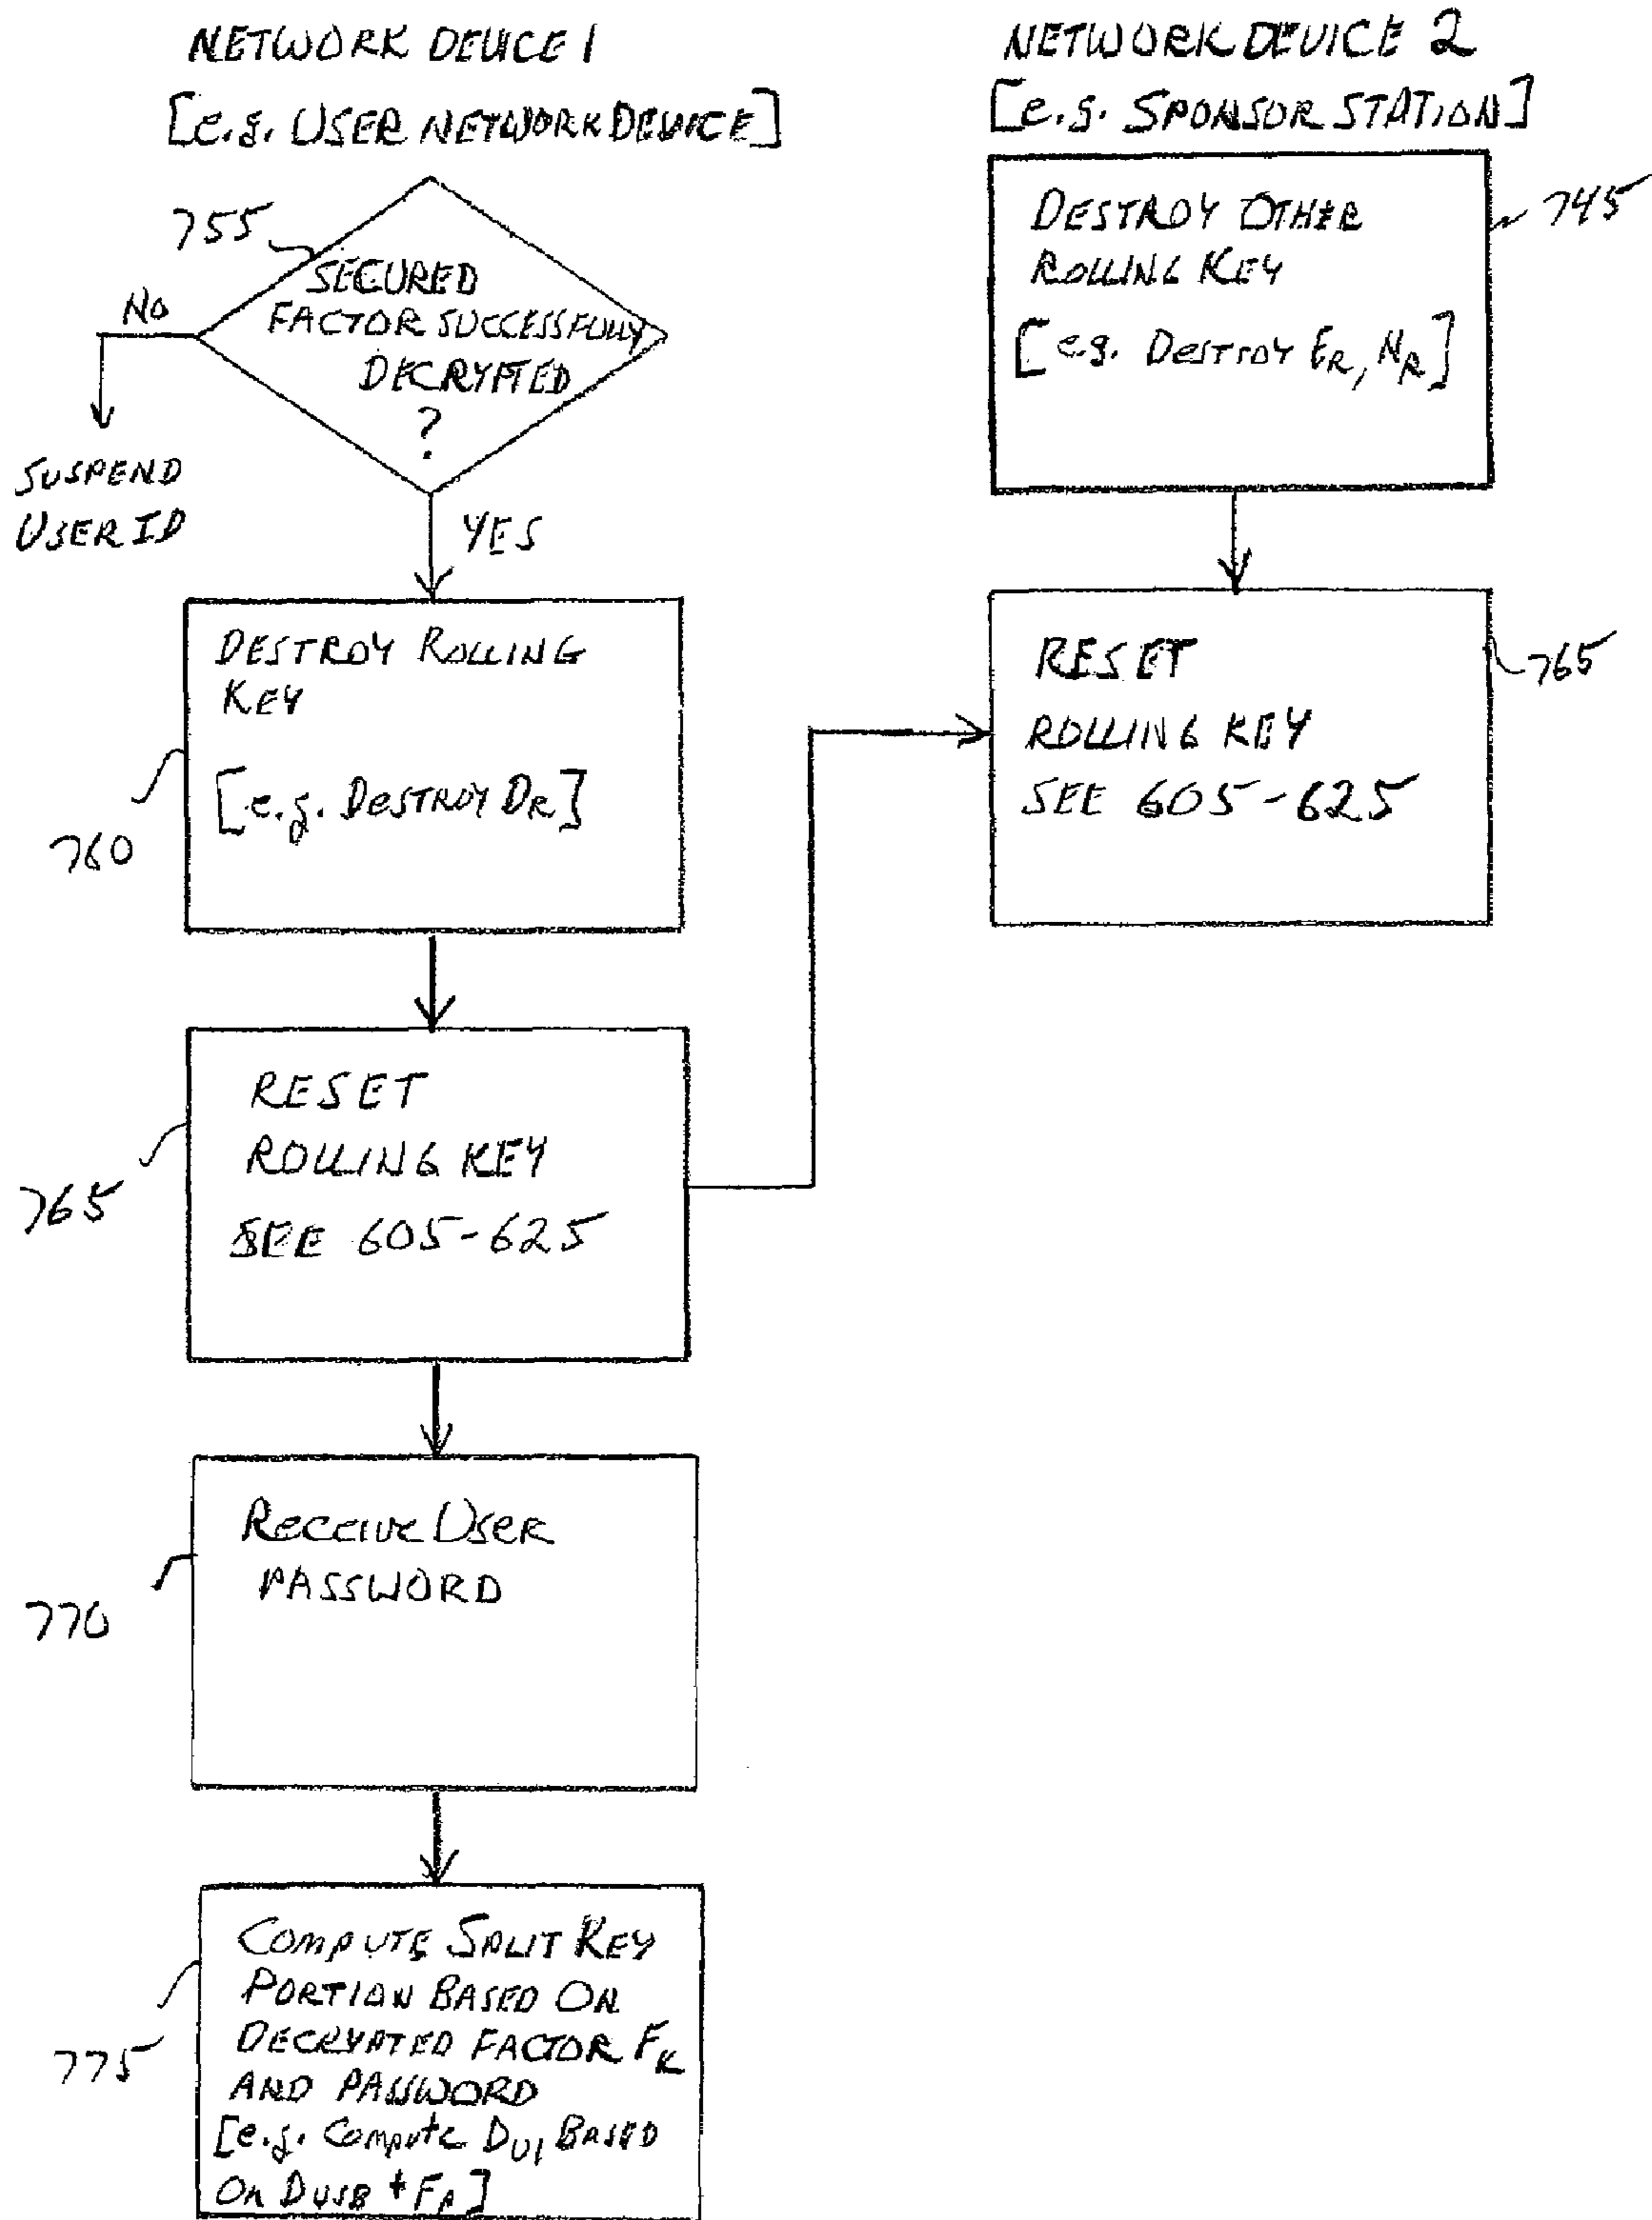 NETWORK DEVICE 1
[e.g. USER NETWORK DEVICE]
755
SECURED
FACTOR SUCCESSFULLY
DECRYPTED
?
NO
SUSPEND
USER ID
YES
DESTROY ROLLING
KEY
[e.g. DESTROY DR]
760
RESET
ROLLING KEY
SEE 605-625
765
RECEIVE USER
PASSWORD
770
COMPUTE SPLIT KEY
PORTION BASED ON
DECRYPTED FACTOR FK
AND PASSWORD
[e.g. Compute DU1 BASED
ON DUSB + FP]
775
NETWORK DEVICE 2
[e.g. SPONSOR STATION]
DESTROY OTHER
ROLLING KEY
[e.g. DESTROY ER, NR]
745
RESET
ROLLING KEY
SEE 605-625
765